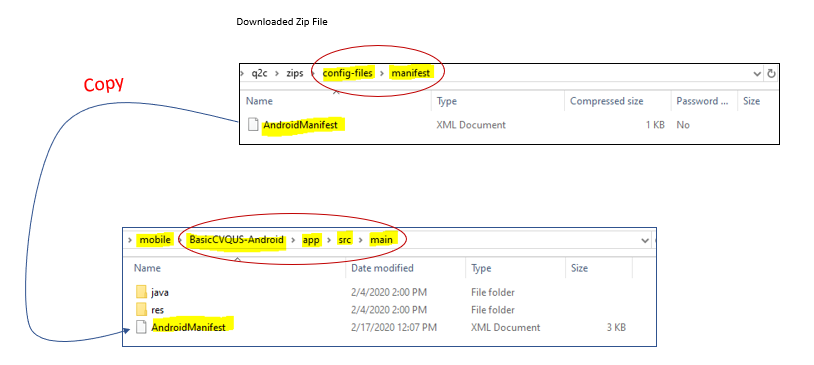 Downloaded Zip File
q2c › zips › config-files › manifest
Copy
Name Type Compressed size Password ... Size
AndroidManifest XML Document 1 KB No
› mobile › BasicCVQUS-Android › app › src › main
Name Date modified Type Size
java 2/4/2020 2:00 PM File folder
res 2/4/2020 2:00 PM File folder
AndroidManifest 2/17/2020 12:07 PM XML Document 3 KB